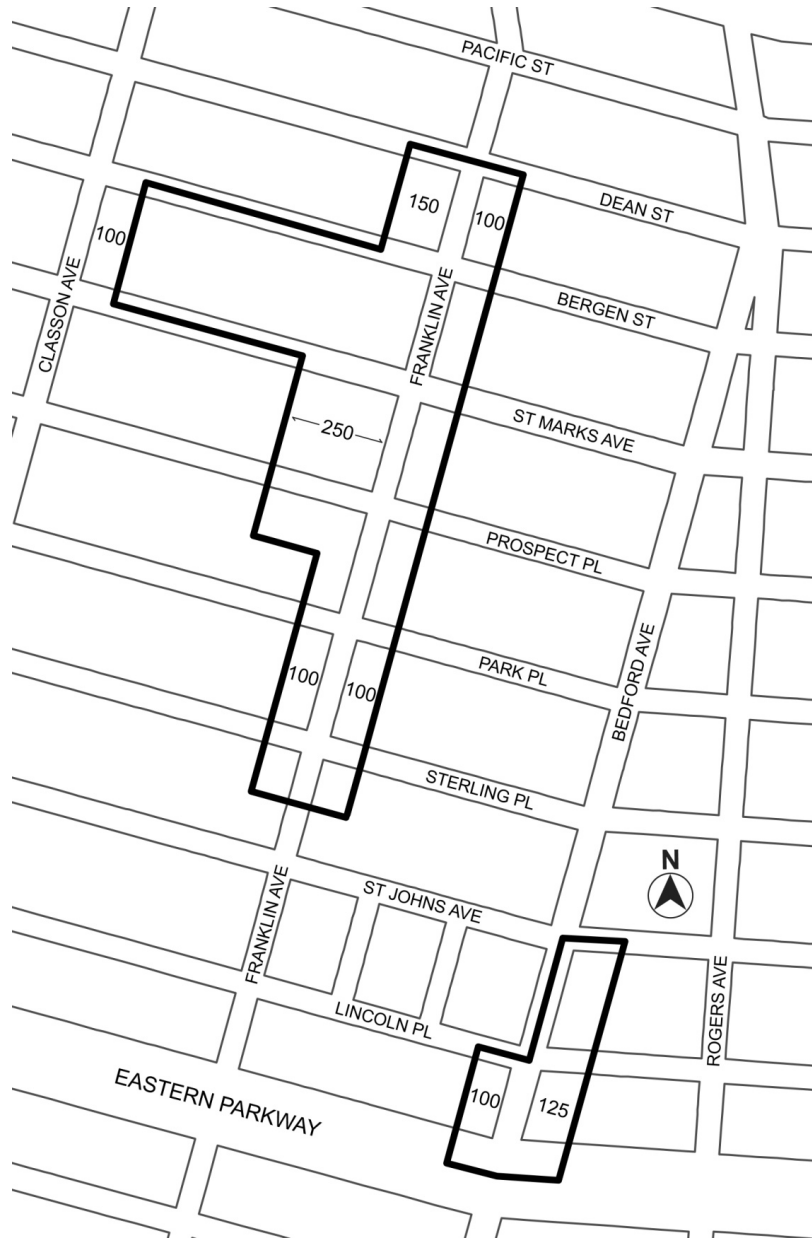 PACIFIC ST
150
100
DEAN ST
100
CLASSON AVE
FRANKLIN AVE
BERGEN ST
250
ST MARKS AVE
PROSPECT PL
PARK PL
100
100
BEDFORD AVE
STERLING PL
N
ST JOHNS AVE
FRANKLIN AVE
LINCOLN PL
ROGERS AVE
EASTERN PARKWAY
100
125